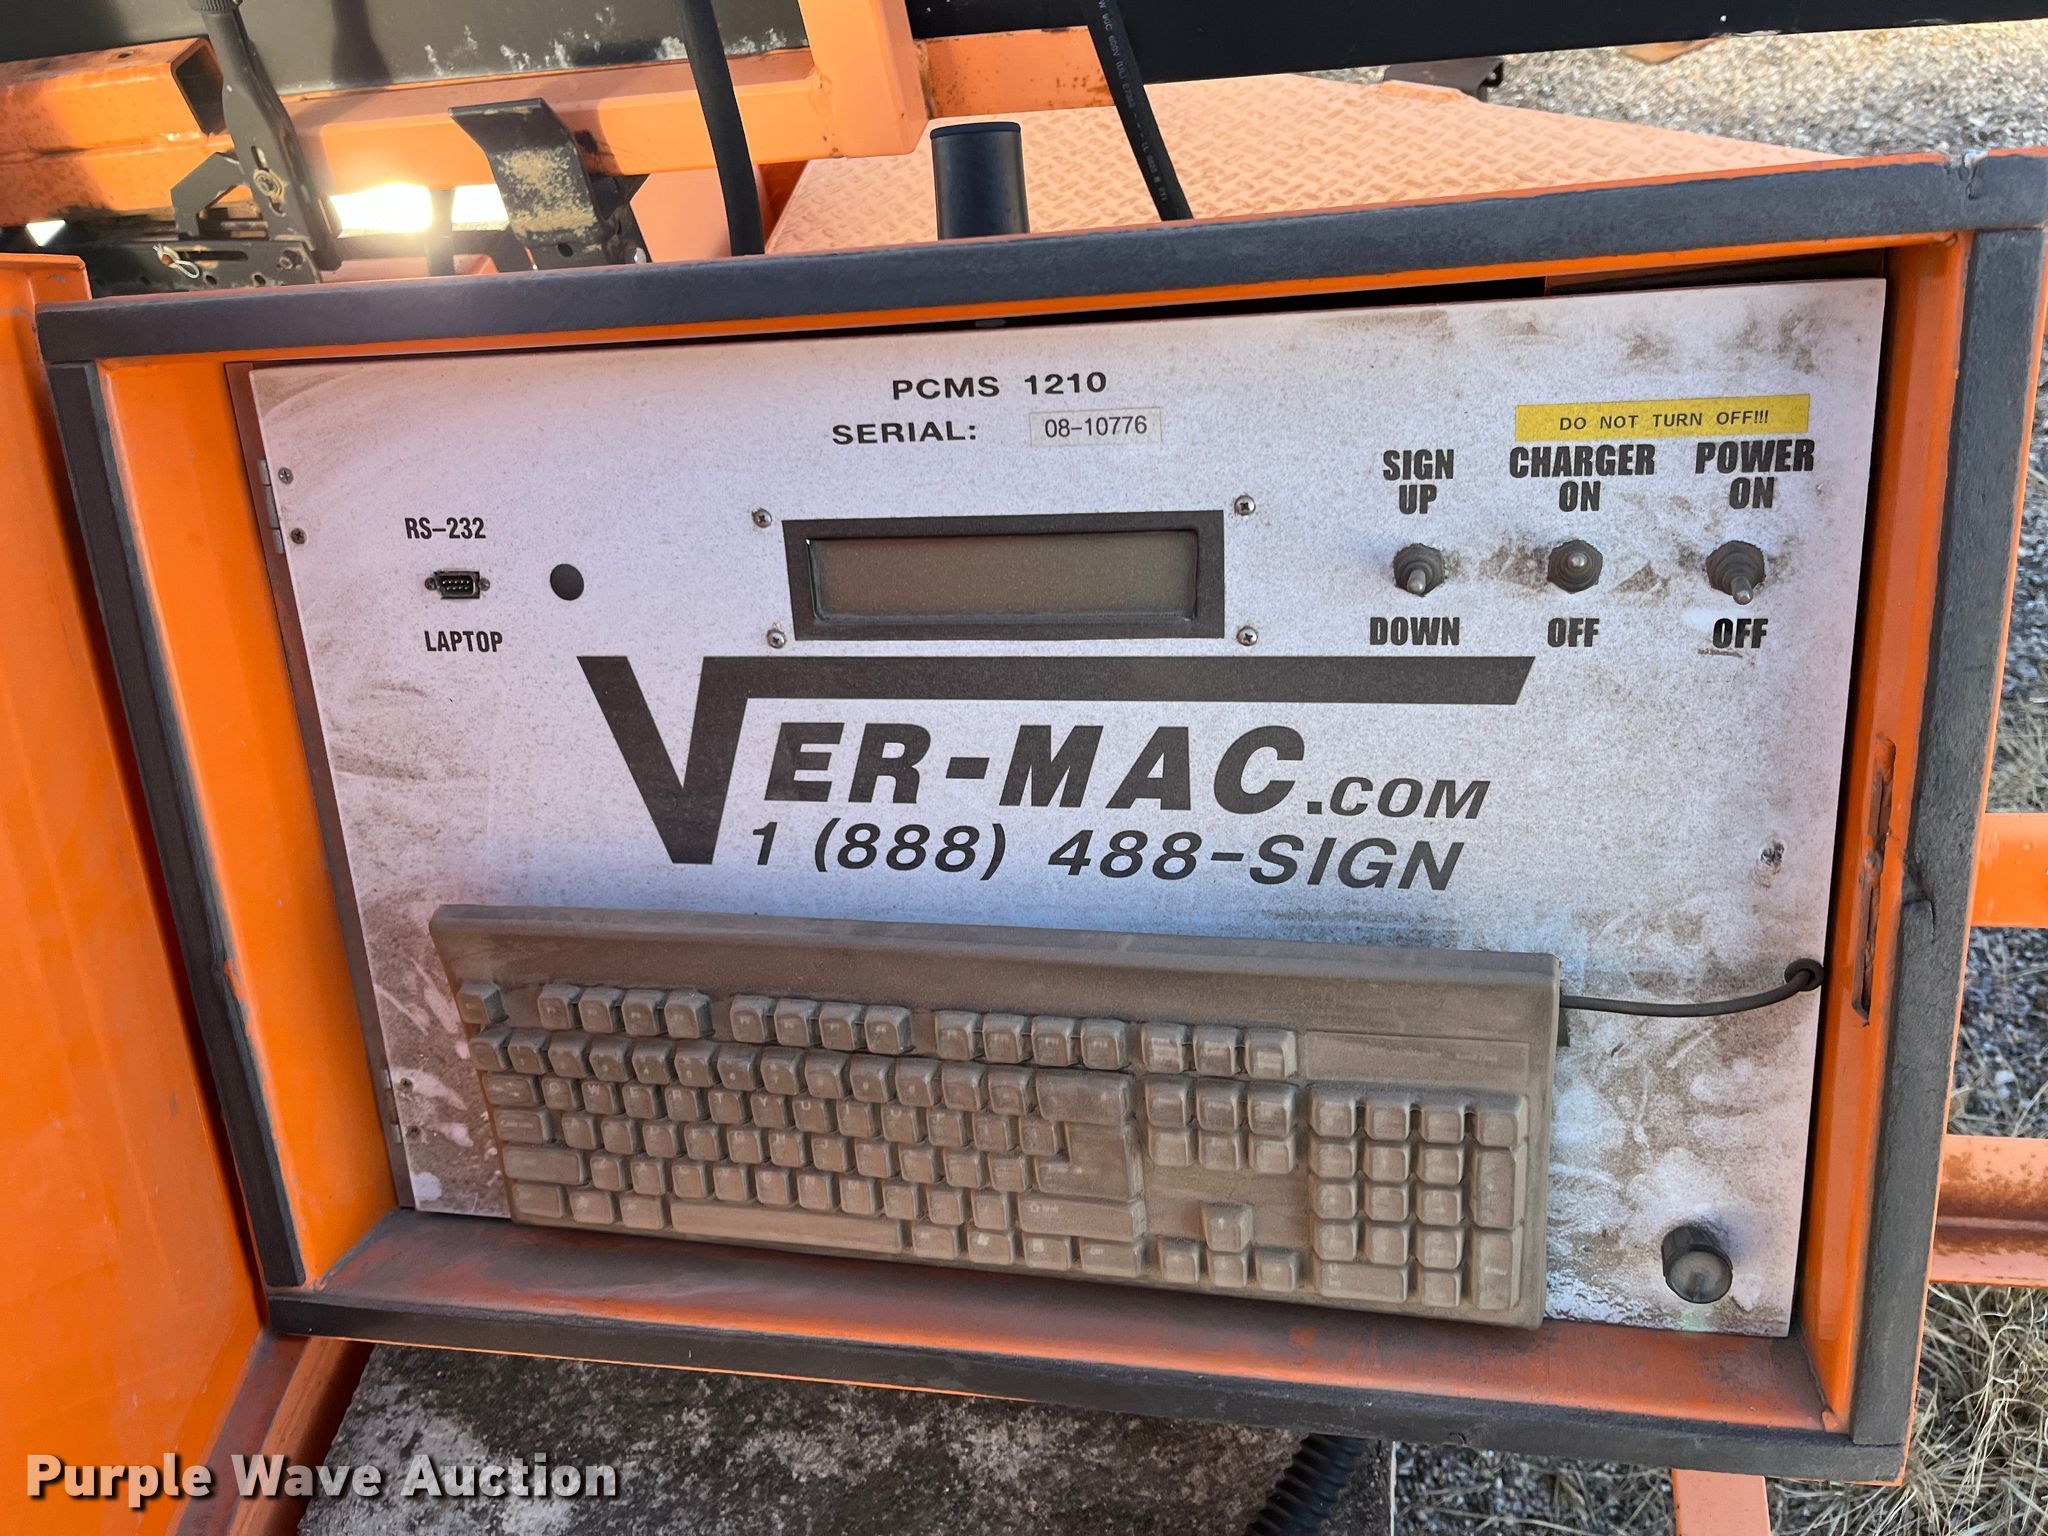 PCMS 1210
SERIAL: 08-10776
DO NOT TURN OFF!!!
SIGN UP
CHARGER ON
POWER ON
RS-232
LAPTOP
DOWN
OFF
OFF
VER-MAC.COM
1 (888) 488-SIGN
Purple Wave Auction